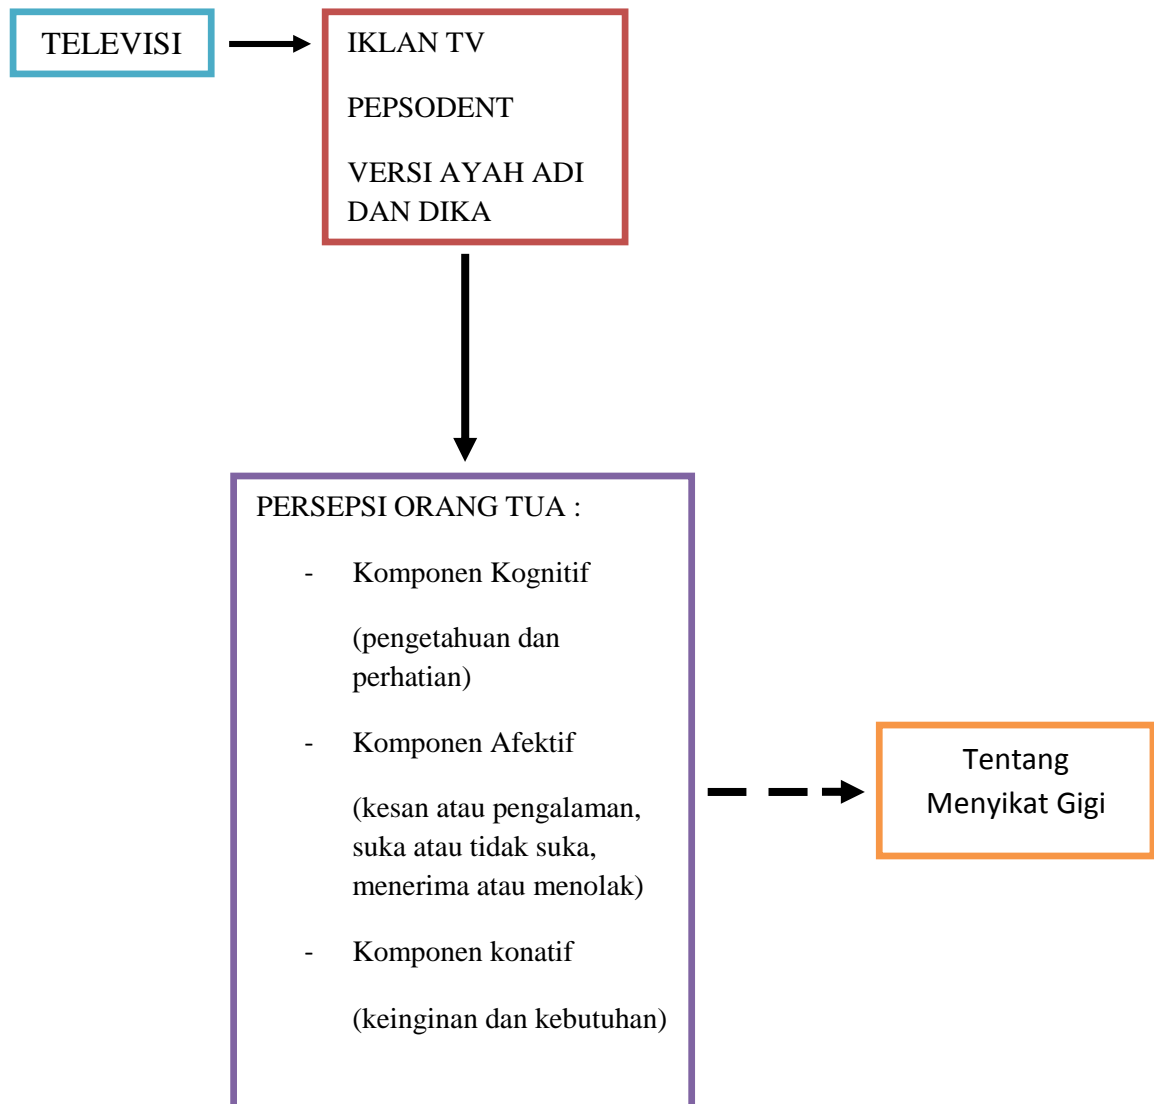 TELEVISI
IKLAN TV
PEPSODENT
VERSI AYAH ADI
DAN DIKA
PERSEPSI ORANG TUA :
- Komponen Kognitif
(pengetahuan dan
perhatian)
- Komponen Afektif
(kesan atau pengalaman,
suka atau tidak suka,
menerima atau menolak)
- Komponen konatif
(keinginan dan kebutuhan)
Tentang
Menyikat Gigi